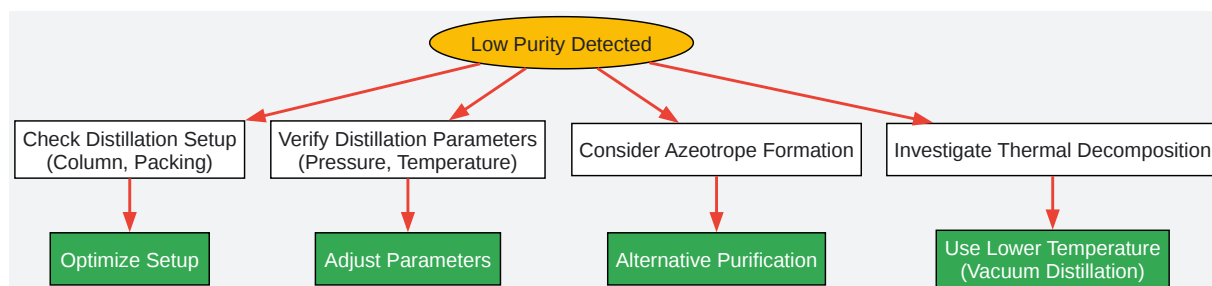 Low Purity Detected
Check Distillation Setup
(Column, Packing)
Verify Distillation Parameters
(Pressure, Temperature)
Consider Azeotrope Formation
Investigate Thermal Decomposition
Optimize Setup
Adjust Parameters
Alternative Purification
Use Lower Temperature
(Vacuum Distillation)